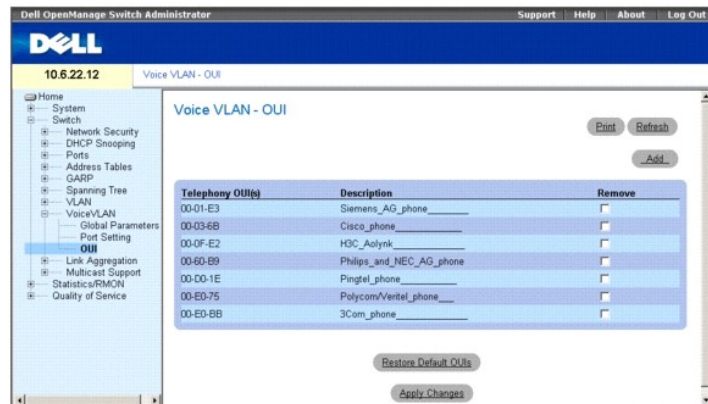 Dell OpenManage Switch Administrator
Support Help About Log Out
DELL
10.6.22.12
Voice VLAN - OUI
Home
System
Switch
Network Security
DHCP Snooping
Ports
Address Tables
GARP
Spanning Tree
VLAN
VoiceVLAN
Global Parameters
Port Setting
OUI
Link Aggregation
Multicast Support
Statistics/RMON
Quality of Service
Voice VLAN - OUI
Print Refresh
Add
Telephony OUI(s) Description Remove
00-01-E3 Siemens_AG_phone________
00-03-6B Cisco_phone_____________
00-0F-E2 H3C_Aolynk______________
00-60-B9 Philips_and_NEC_AG_phone
00-D0-1E Pingtel_phone___________
00-E0-75 Polycom/Veritel_phone___
00-E0-BB 3Com_phone______________
Restore Default OUIs
Apply Changes